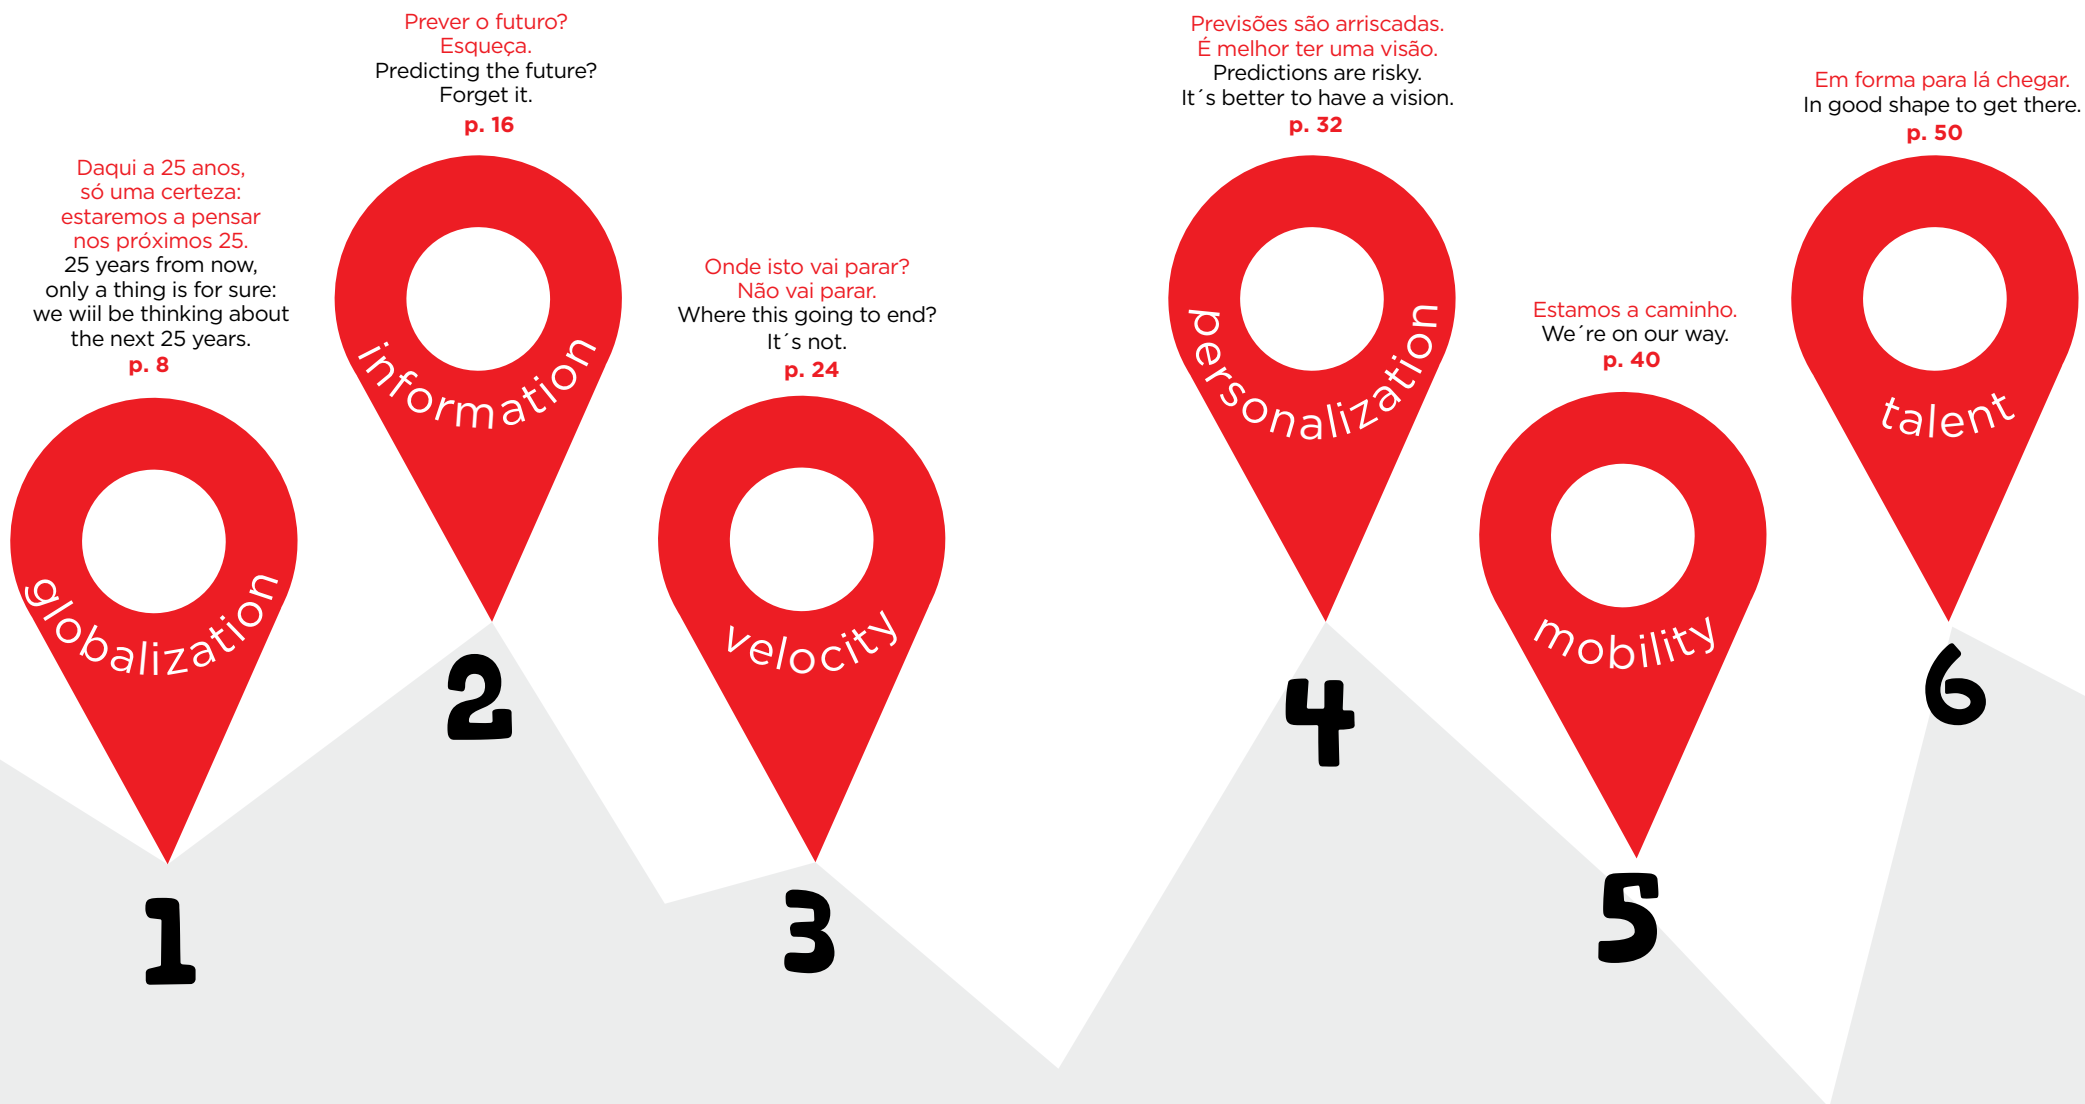 Daqui a 25 anos,
só uma certeza:
estaremos a pensar
nos próximos 25.
25 years from now,
only a thing is for sure:
we wiil be thinking about
the next 25 years.
p. 8
globalization
1
Prever o futuro?
Esqueça.
Predicting the future?
Forget it.
p. 16
information
2
Onde isto vai parar?
Não vai parar.
Where this going to end?
It´s not.
p. 24
velocity
3
Previsões são arriscadas.
É melhor ter uma visão.
Predictions are risky.
It´s better to have a vision.
p. 32
personalization
4
Estamos a caminho.
We´re on our way.
p. 40
mobility
5
Em forma para lá chegar.
In good shape to get there.
p. 50
talent
6